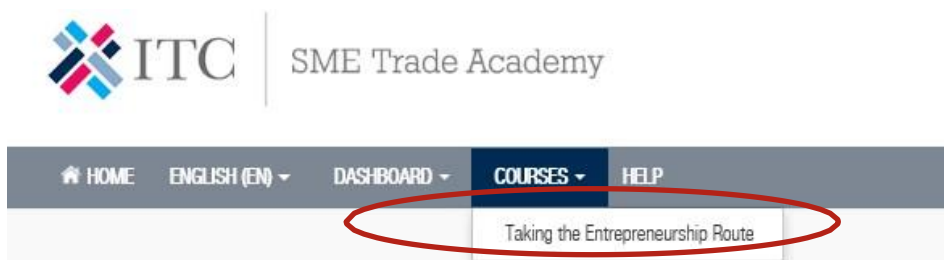 ITC SME Trade Academy
HOME ENGLISH (EN) DASHBOARD COURSES HELP
Taking the Entrepreneurship Route